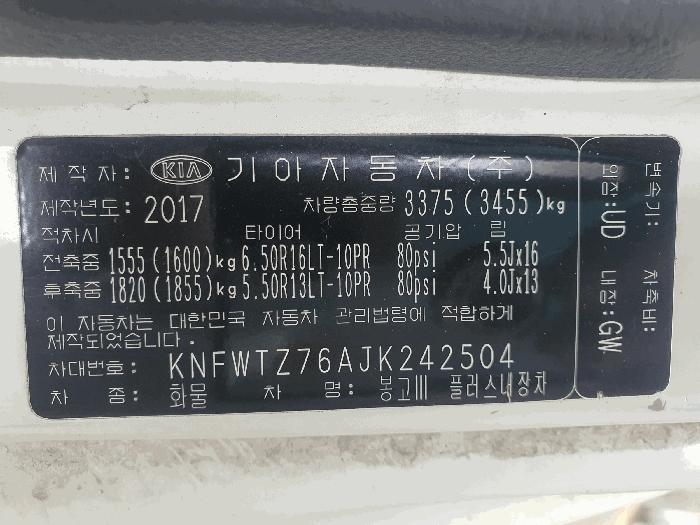 제 작 자: KIA 기아자동차(주)
제작년도: 2017 차량총중량 3375(3455)kg
적차시 타이어 공기압 림
전축중 1555(1600)kg 6.50R16LT-10PR 80psi 5.5Jx16
후축중 1820(1855)kg 5.50R13LT-10PR 80psi 4.0Jx13
이 자동차는 대한민국 자동차 관리법령에 적합하게
제작되었습니다.
차대번호: KNFWTZ76AJK242504
차 종: 화물 차 명: 봉고III 플러스내장차
변속기: 차축비:
외장:UD 내장:GW